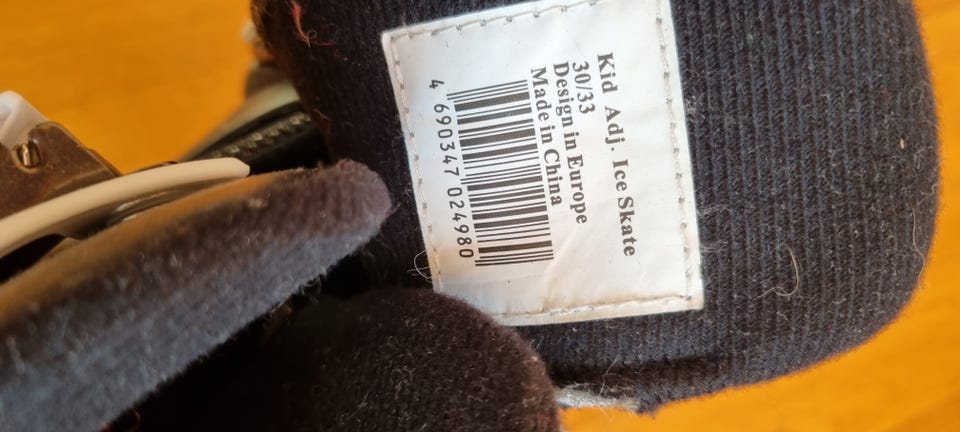 Kid Adj. Ice Skate
30/33
Design in Europe
Made in China
4 690347 024980